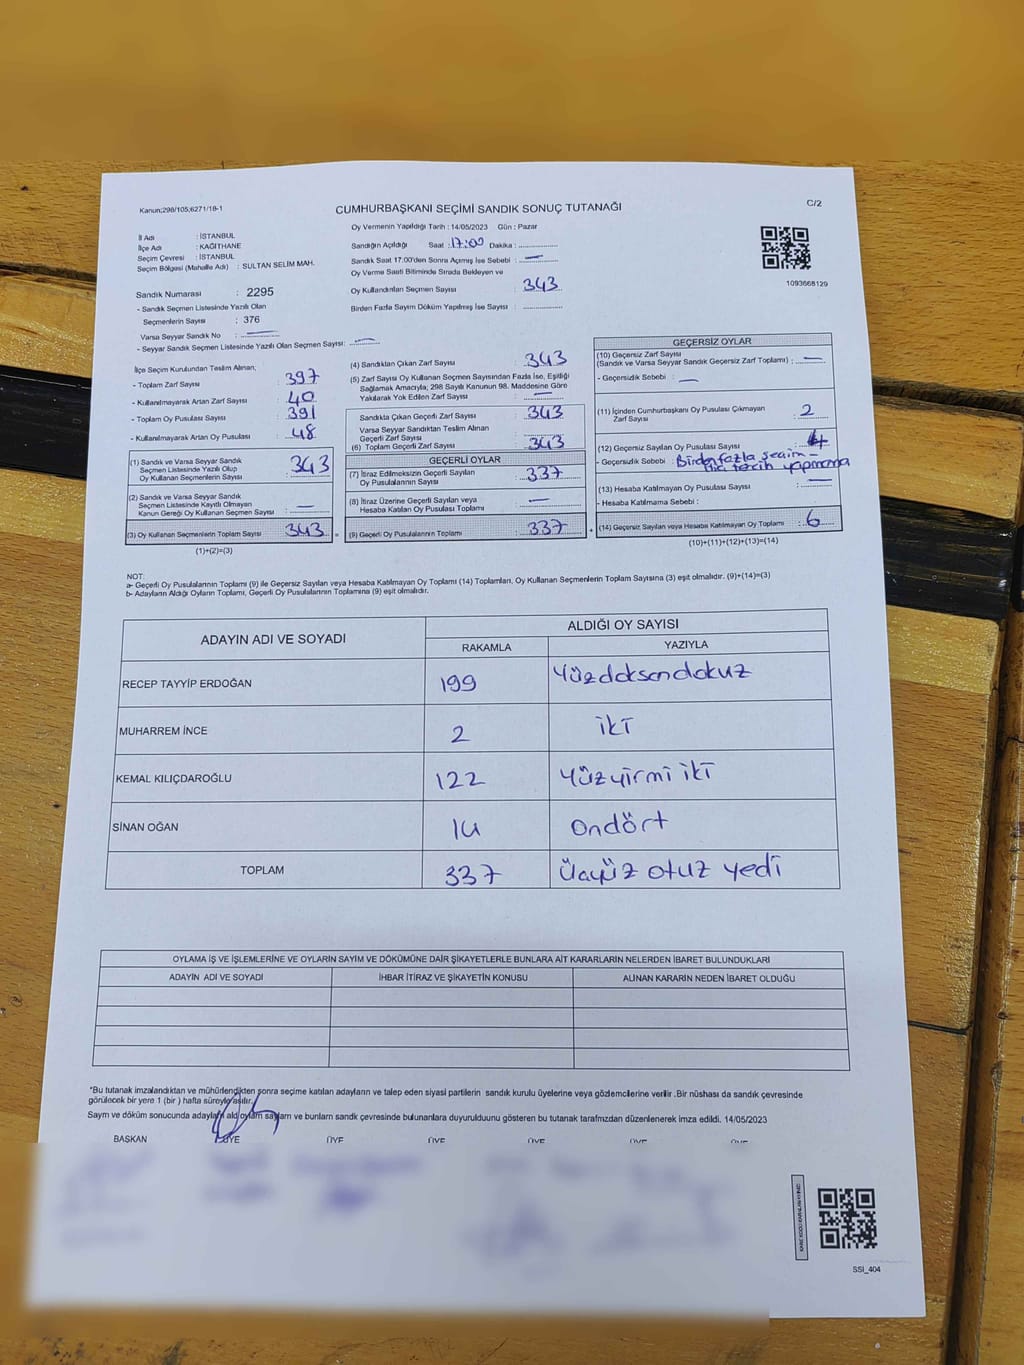 Kanun;298/105;6271/18-1
CUMHURBAŞKANI SEÇİMİ SANDIK SONUÇ TUTANAĞI
C/2
İl Adı : İSTANBUL
İlçe Adı : KAĞITHANE
Seçim Çevresi : İSTANBUL
Seçim Bölgesi (Mahalle Adı) : SULTAN SELİM MAH.
Sandık Numarası : 2295
- Sandık Seçmen Listesinde Yazılı Olan
Seçmenlerin Sayısı : 376
Varsa Seyyar Sandık No : —
- Seyyar Sandık Seçmen Listesinde Yazılı Olan Seçmen Sayısı: —
Oy Vermenin Yapıldığı Tarih : 14/05/2023 Gün : Pazar
Sandığın Açıldığı Saat : 17:00 Dakika :
Sandık Saat 17:00'den Sonra Açımış İse Sebebi : —
Oy Verme Saati Bitiminde Sırada Bekleyen ve
Oy Kullandırılan Seçmen Sayısı : 343
Birden Fazla Sayım Döküm Yapılmış İse Sayısı :
1093668129
İlçe Seçim Kurulundan Teslim Alınan;
- Toplam Zarf Sayısı : 397
- Kullanılmayarak Artan Zarf Sayısı : 40
- Toplam Oy Pusulası Sayısı : 391
- Kullanılmayarak Artan Oy Pusulası : 48
(1) Sandık ve Varsa Seyyar Sandık
Seçmen Listesinde Yazılı Olup
Oy Kullanan Seçmenlerin Sayısı : 343
(2) Sandık ve Varsa Seyyar Sandık
Seçmen Listesinde Kayıtlı Olmayan
Kanun Gereği Oy Kullanan Seçmen Sayısı : —
(3) Oy Kullanan Seçmenlerin Toplam Sayısı : 343
(1)+(2)=(3)
(4) Sandıktan Çıkan Zarf Sayısı : 343
(5) Zarf Sayısı Oy Kullanan Seçmen Sayısından Fazla İse, Eşitliği
Sağlamak Amacıyla, 298 Sayılı Kanunun 98. Maddesine Göre
Yakılarak Yok Edilen Zarf Sayısı : —
Sandıkta Çıkan Geçerli Zarf Sayısı : 343
Varsa Seyyar Sandıktan Teslim Alınan
Geçerli Zarf Sayısı
(6) Toplam Geçerli Zarf Sayısı : 343
GEÇERLİ OYLAR
(7) İtiraz Edilmeksizin Geçerli Sayılan
Oy Pusulalarının Sayısı : 337
(8) İtiraz Üzerine Geçerli Sayılan veya
Hesaba Katılan Oy Pusulası Toplamı : —
(9) Geçerli Oy Pusulalarının Toplamı : 337
GEÇERSİZ OYLAR
(10) Geçersiz Zarf Sayısı
(Sandık ve Varsa Seyyar Sandık Geçersiz Zarf Toplamı) : —
- Geçersidik Sebebi : —
(11) İçinden Cumhurbaşkanı Oy Pusulası Çıkmayan
Zarf Sayısı : 2
(12) Geçersiz Sayılan Oy Pusulası Sayısı : 4
- Geçersidik Sebebi : Birden fazla seçim -
Hiç tercih yapmama
(13) Hesaba Katılmayan Oy Pusulası Sayısı : —
- Hesaba Katılmama Sebebi :
(14) Geçersiz Sayılan veya Hesaba Katılmayan Oy Toplamı : 6
(10)+(11)+(12)+(13)=(14)
NOT:
a- Geçerli Oy Pusulalarının Toplamı (9) ile Geçersiz Sayılan veya Hesaba Katılmayan Oy Toplamı (14) Toplamları, Oy Kullanan Seçmenlerin Toplam Sayısına (3) eşit olmalıdır. (9)+(14)=(3)
b- Adayların Aldığı Oyların Toplamı, Geçerli Oy Pusulalarının Toplamına (9) eşit olmalıdır.
ADAYIN ADI VE SOYADI ALDIĞI OY SAYISI
RAKAMLA YAZIYLA
RECEP TAYYİP ERDOĞAN 199 Yüzdoksandokuz
MUHARREM İNCE 2 iki
KEMAL KILIÇDAROĞLU 122 Yüzyirmi iki
SİNAN OĞAN 14 Ondört
TOPLAM 337 Üçyüz otuz yedi
OYLAMA İŞ VE İŞLEMLERİNE VE OYLARIN SAYIM VE DÖKÜMÜNE DAİR ŞİKAYETLERLE BUNLARA AİT KARARLARIN NELERDEN İBARET BULUNDUKLARI
ADAYIN ADI VE SOYADI İHBAR İTİRAZ VE ŞİKAYETİN KONUSU ALINAN KARARIN NEDEN İBARET OLDUĞU
*Bu tutanak imzalandıktan ve mühürlendikten sonra seçime katılan adayların ve talep eden siyasi partilerin sandık kurulu üyelerine veya gözlemcilerine verilir .Bir nüshası da sandık çevresinde
görülecek bir yere 1 (bir ) hafta süreyle asılır.
Sayım ve döküm sonucunda adayların aldı oyların sayıları ve bunların sandık çevresinde bulunanlara duyurulduunu gösteren bu tutanak tarafımızdan düzenlenerek imza edildi. 14/05/2023
BAŞKAN ÜYE ÜYE ÜYE ÜYE ÜYE ÜYE
SSI_404